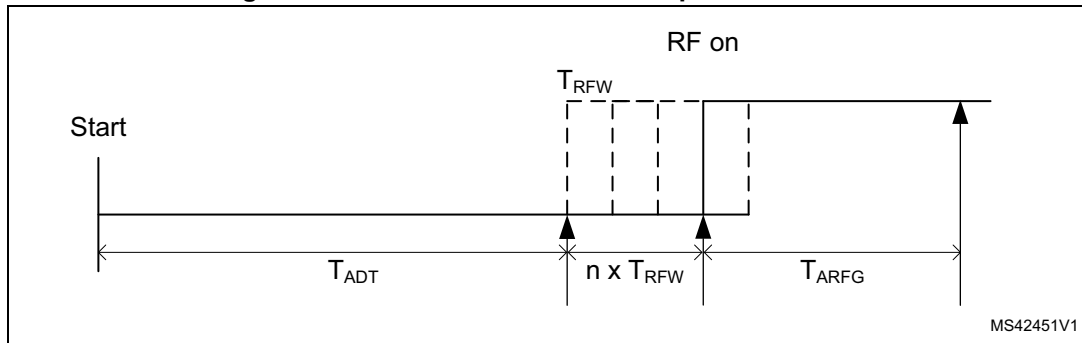 RF on
T_RFW
Start
T_ADT
n x T_RFW
T_ARFG
MS42451V1